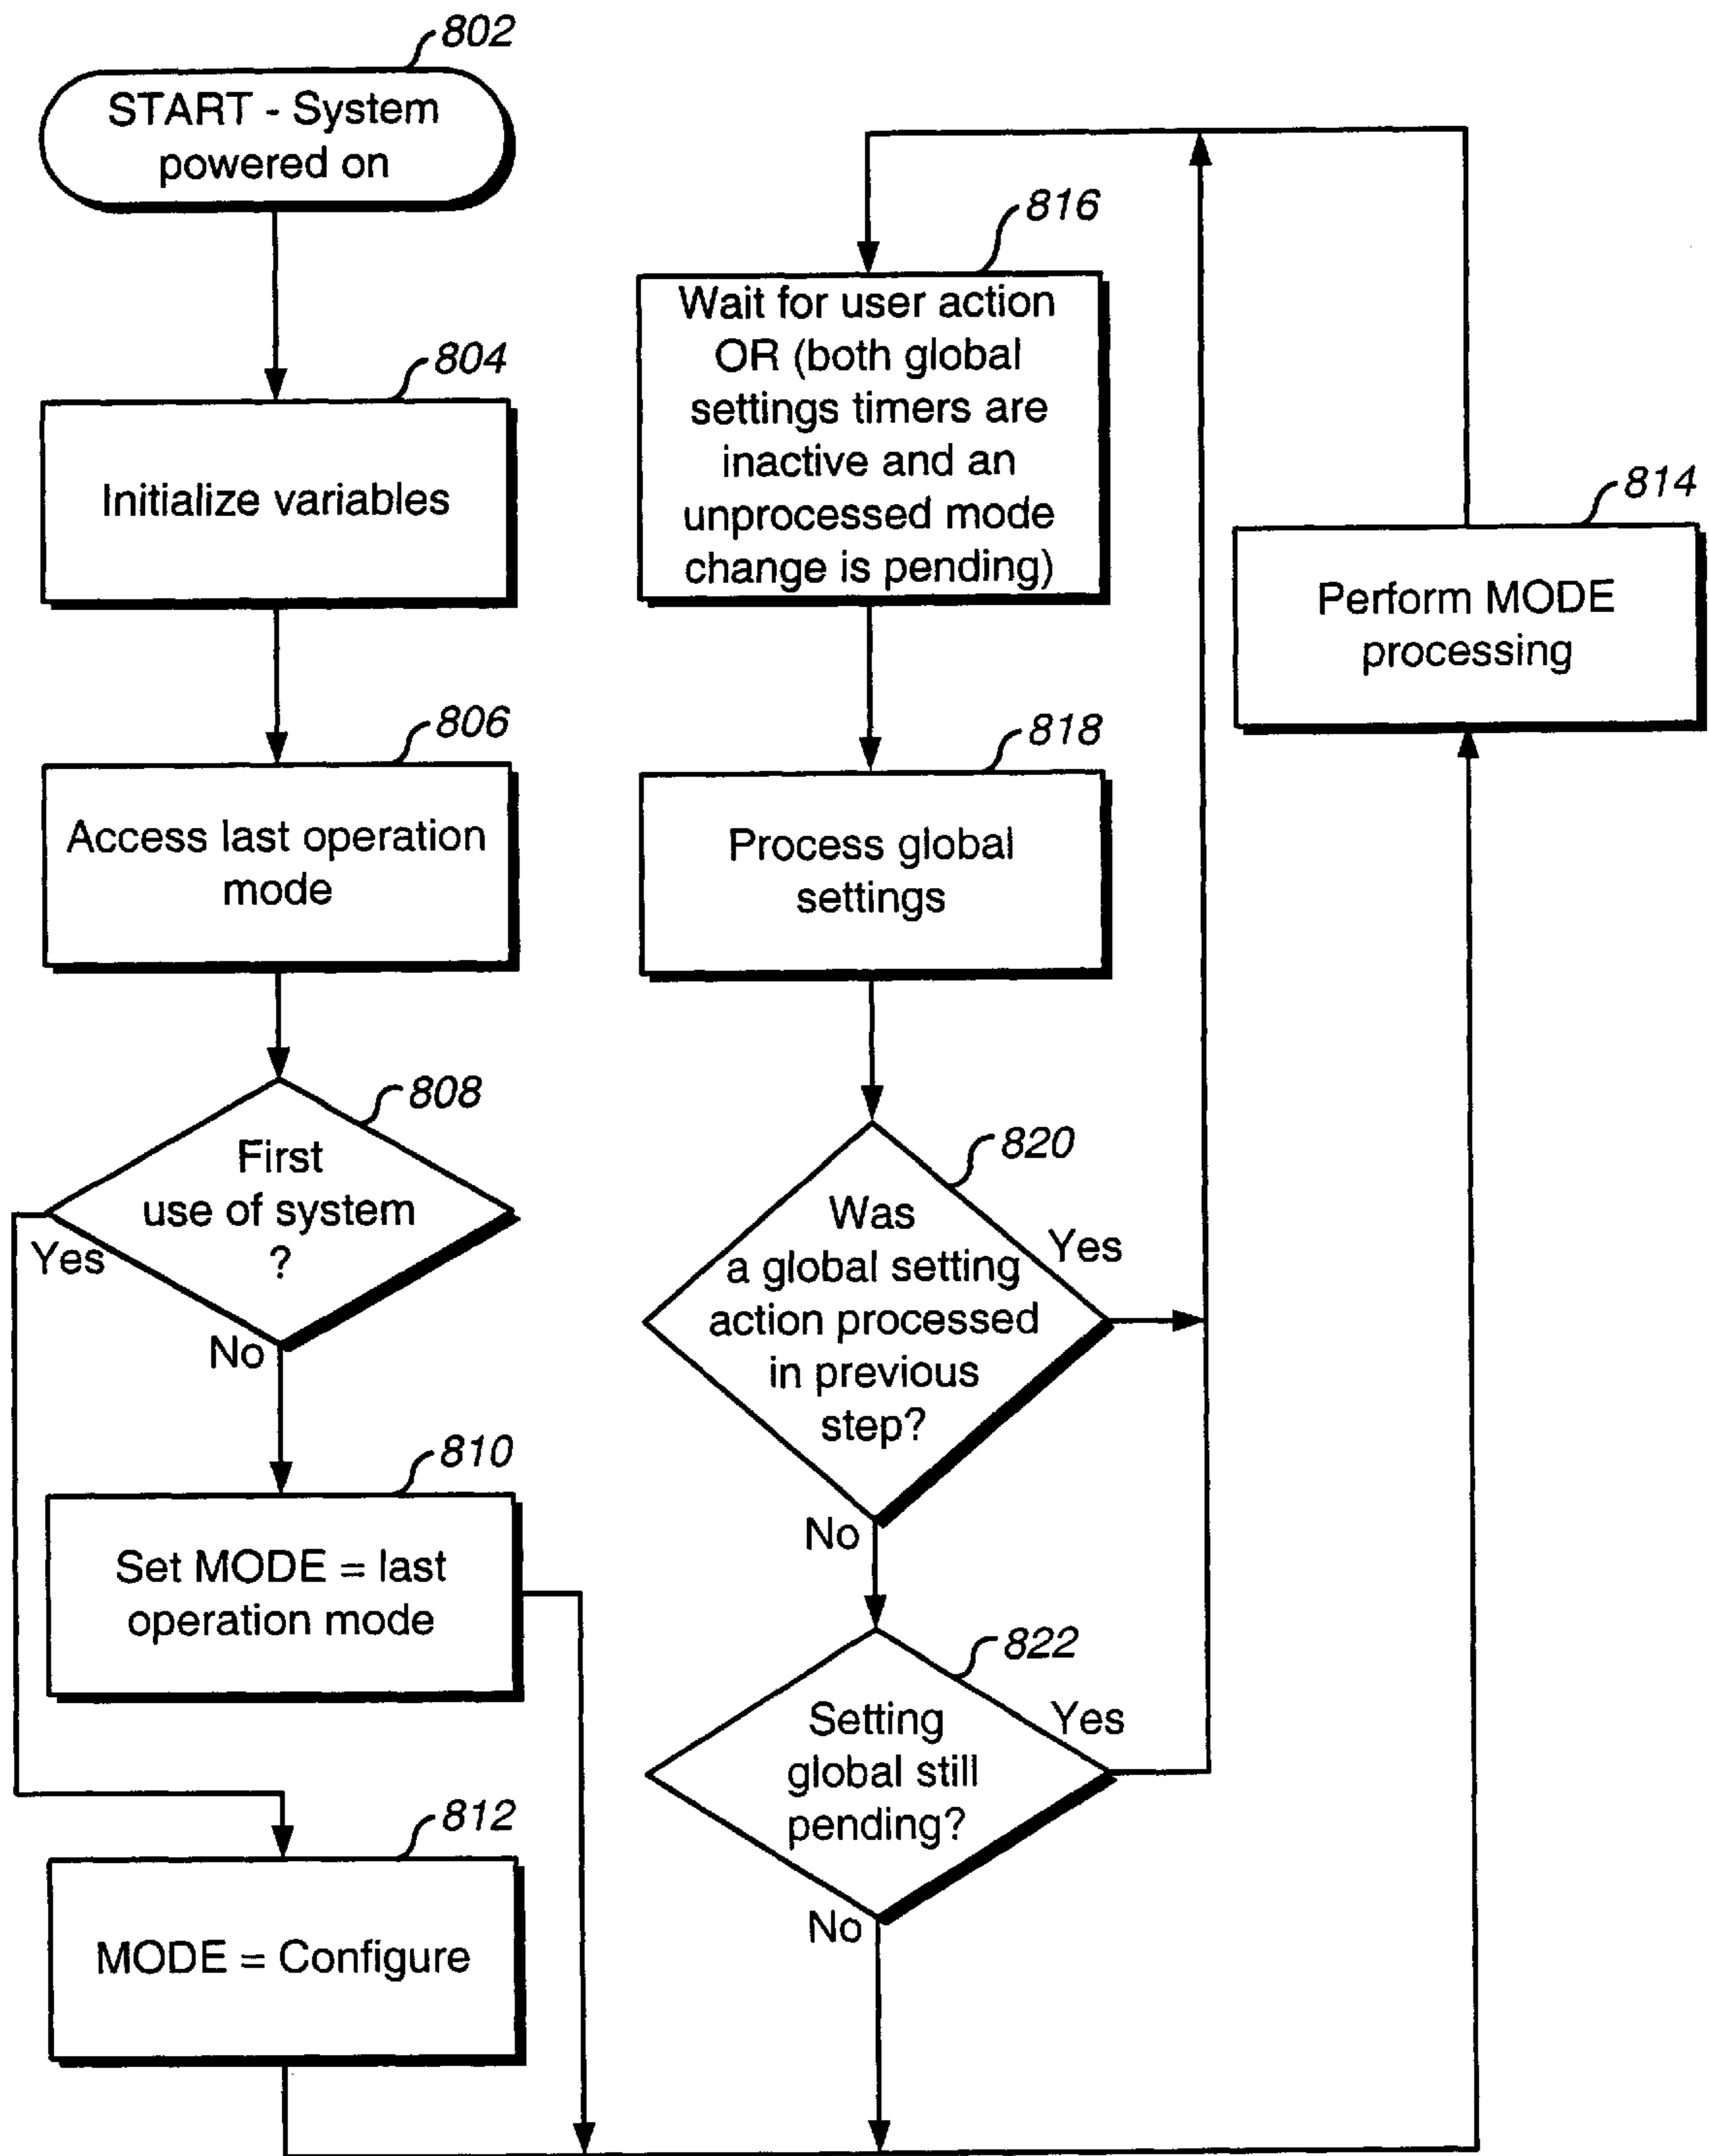 802
START - System
powered on
804
Initialize variables
806
Access last operation
mode
808
First
use of system
?
Yes
No
810
Set MODE = last
operation mode
812
MODE = Configure
816
Wait for user action
OR (both global
settings timers are
inactive and an
unprocessed mode
change is pending)
818
Process global
settings
820
Was
a global setting
action processed
in previous
step?
Yes
No
822
Setting
global still
pending?
Yes
No
814
Perform MODE
processing